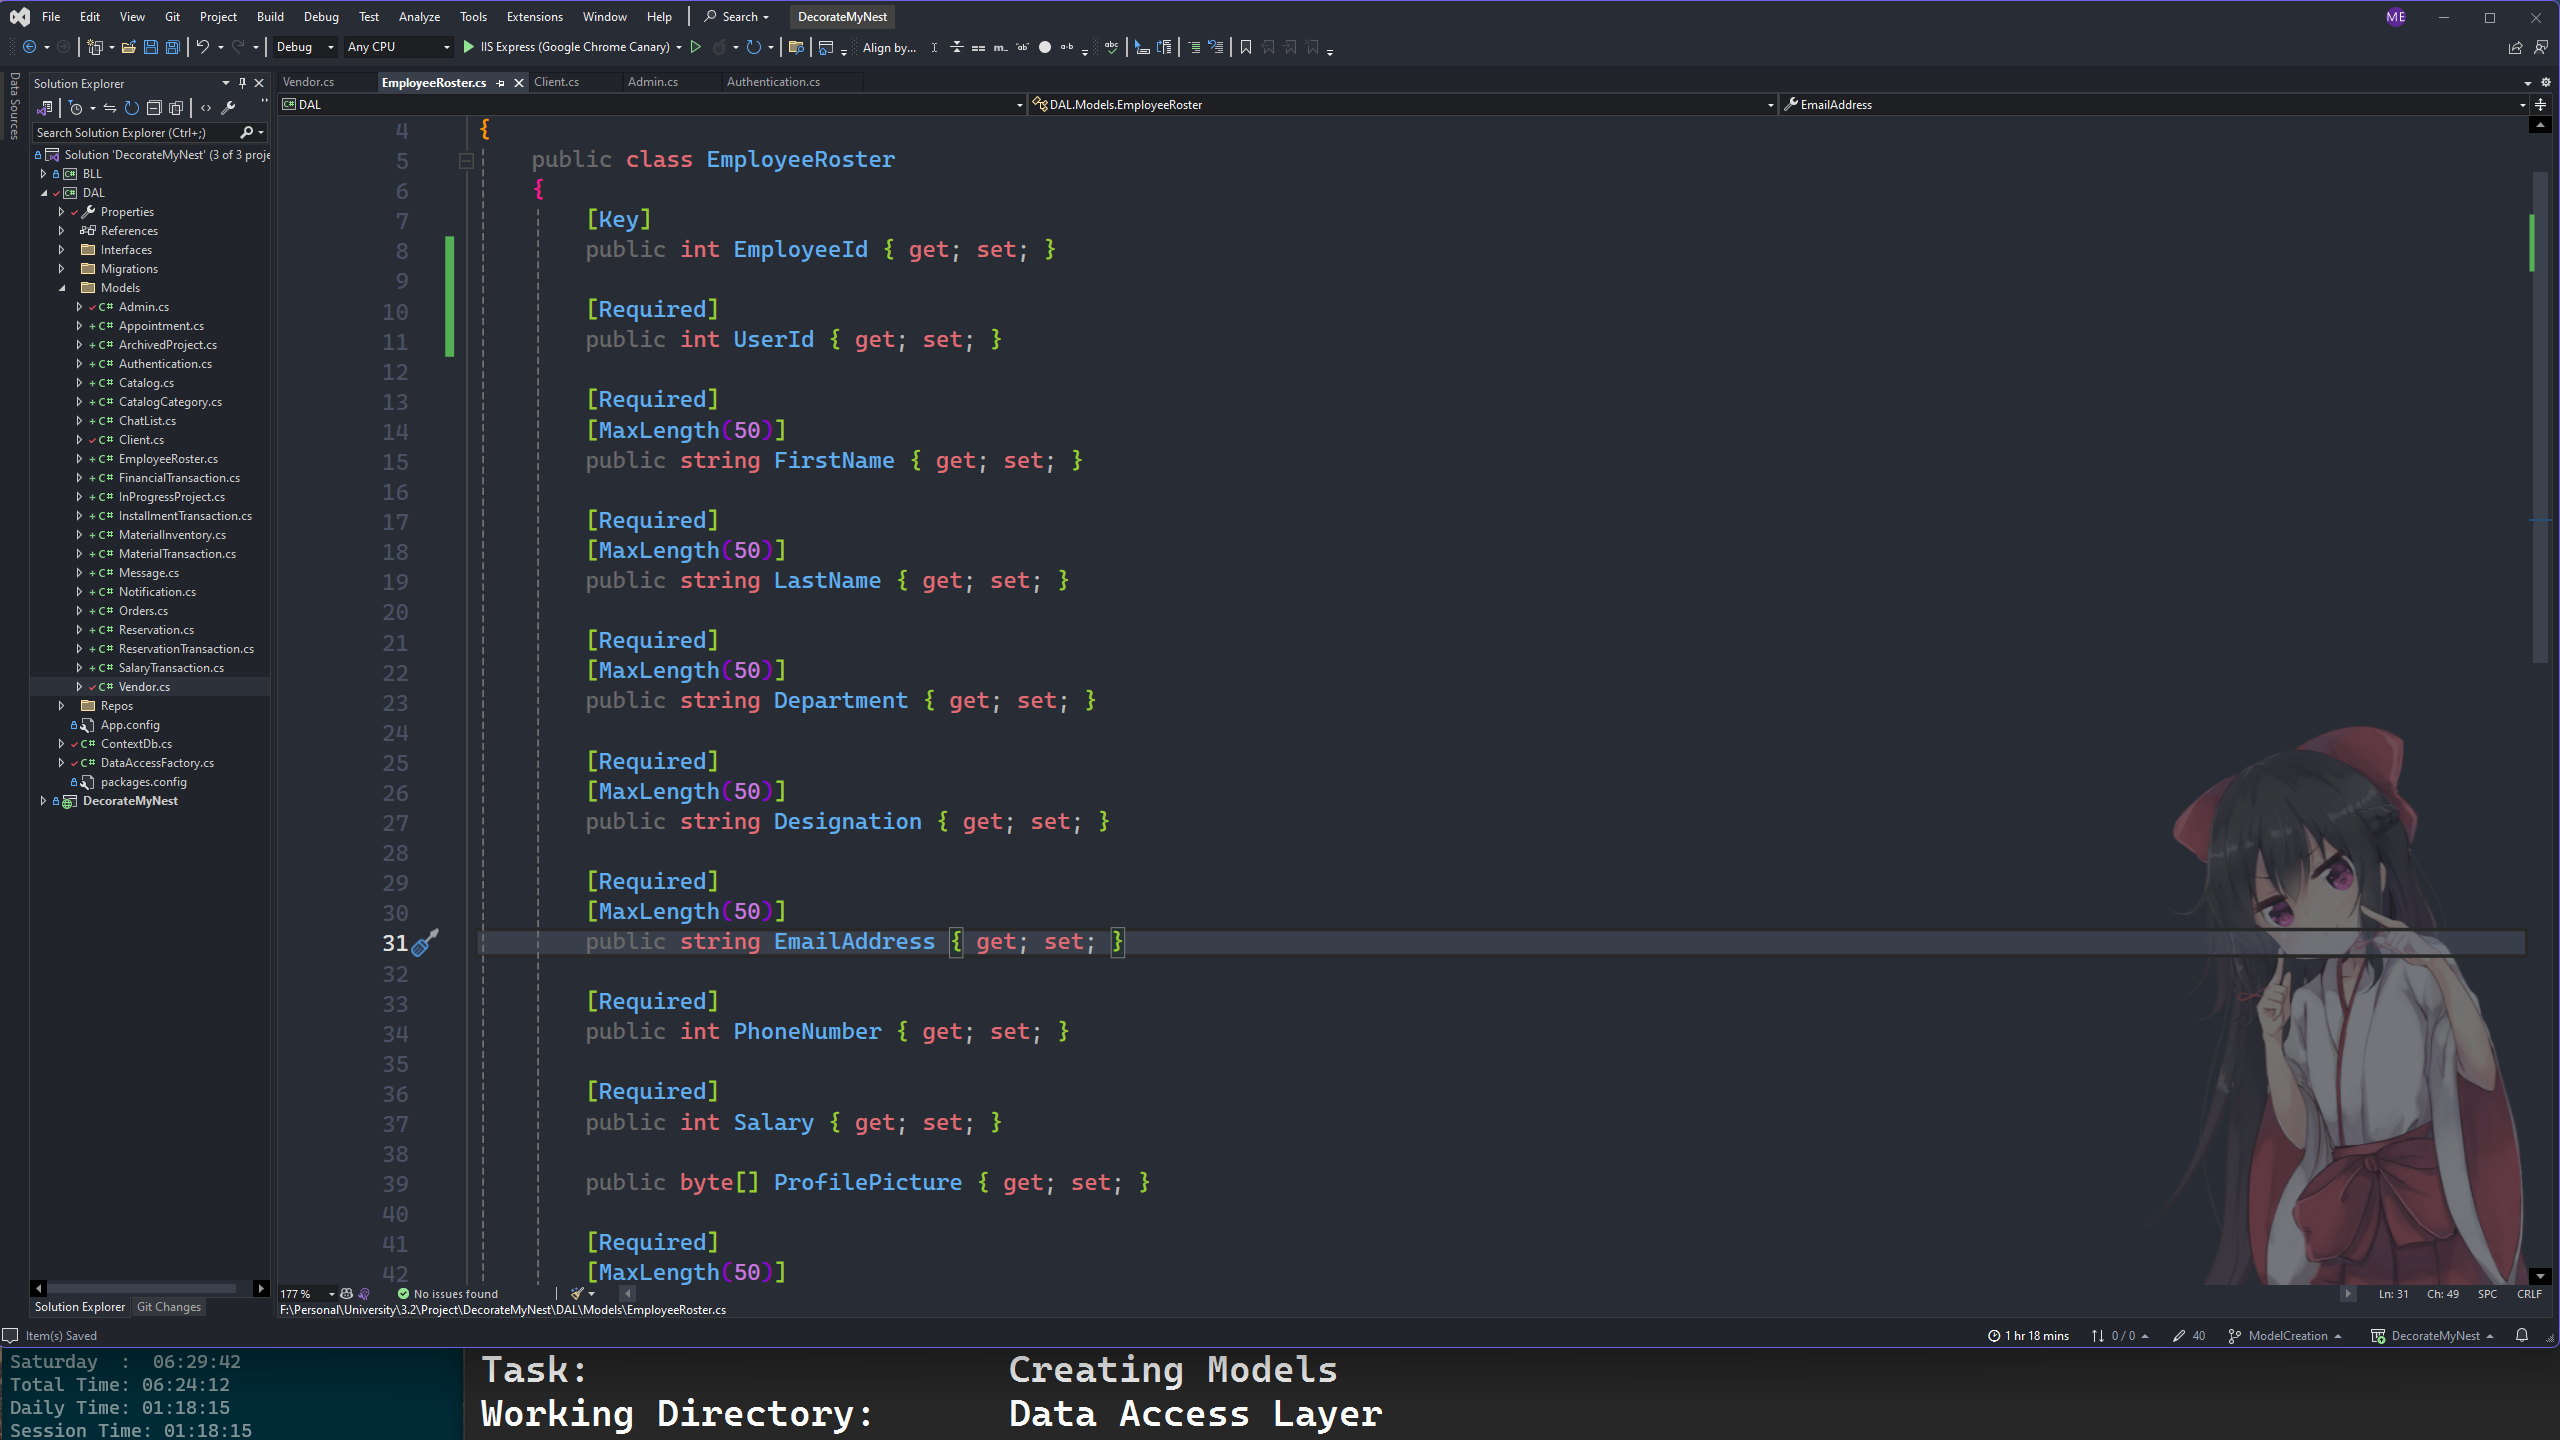 File Edit View Git Project Build Debug Test Analyze Tools Extensions Window Help Search DecorateMyNest ME
Debug Any CPU IIS Express (Google Chrome Canary) Align by...
Data Sources
Solution Explorer
Search Solution Explorer (Ctrl+;)
Solution 'DecorateMyNest' (3 of 3 proje
BLL
DAL
Properties
References
Interfaces
Migrations
Models
C# Admin.cs
C# Appointment.cs
C# ArchivedProject.cs
C# Authentication.cs
C# Catalog.cs
C# CatalogCategory.cs
C# ChatList.cs
C# Client.cs
C# EmployeeRoster.cs
C# FinancialTransaction.cs
C# InProgressProject.cs
C# InstallmentTransaction.cs
C# MaterialInventory.cs
C# MaterialTransaction.cs
C# Message.cs
C# Notification.cs
C# Orders.cs
C# Reservation.cs
C# ReservationTransaction.cs
C# SalaryTransaction.cs
C# Vendor.cs
Repos
App.config
C# ContextDb.cs
C# DataAccessFactory.cs
packages.config
DecorateMyNest
Solution Explorer Git Changes
Vendor.cs EmployeeRoster.cs Client.cs Admin.cs Authentication.cs
DAL DAL.Models.EmployeeRoster EmailAddress
4 {
5 public class EmployeeRoster
6 {
7 [Key]
8 public int EmployeeId { get; set; }
9
10 [Required]
11 public int UserId { get; set; }
12
13 [Required]
14 [MaxLength(50)]
15 public string FirstName { get; set; }
16
17 [Required]
18 [MaxLength(50)]
19 public string LastName { get; set; }
20
21 [Required]
22 [MaxLength(50)]
23 public string Department { get; set; }
24
25 [Required]
26 [MaxLength(50)]
27 public string Designation { get; set; }
28
29 [Required]
30 [MaxLength(50)]
31 public string EmailAddress { get; set; }
32
33 [Required]
34 public int PhoneNumber { get; set; }
35
36 [Required]
37 public int Salary { get; set; }
38
39 public byte[] ProfilePicture { get; set; }
40
41 [Required]
42 [MaxLength(50)]
177 % No issues found Ln: 31 Ch: 49 SPC CRLF
F:\Personal\University\3.2\Project\DecorateMyNest\DAL\Models\EmployeeRoster.cs
Item(s) Saved 1 hr 18 mins 0 / 0 40 ModelCreation DecorateMyNest
Saturday : 06:29:42
Total Time: 06:24:12
Daily Time: 01:18:15
Session Time: 01:18:15
Task: Creating Models
Working Directory: Data Access Layer